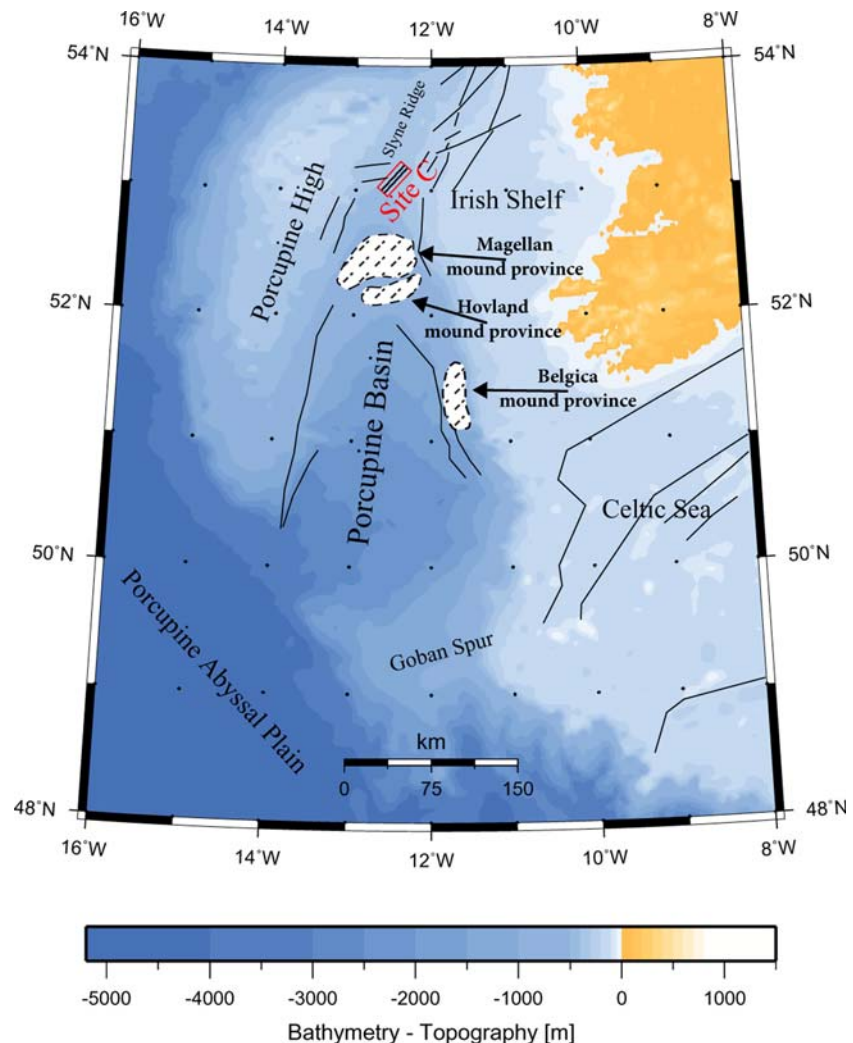 16°W 14°W 12°W 10°W 8°W
54°N 54°N
Slyne Ridge
Site C
Porcupine High
Irish Shelf
Magellan
mound province
52°N 52°N
Hovland
mound province
Belgica
mound province
Porcupine Basin
Celtic Sea
50°N 50°N
Porcupine Abyssal Plain
Goban Spur
km
0 75 150
48°N 48°N
16°W 14°W 12°W 10°W 8°W
-5000 -4000 -3000 -2000 -1000 0 1000
Bathymetry - Topography [m]